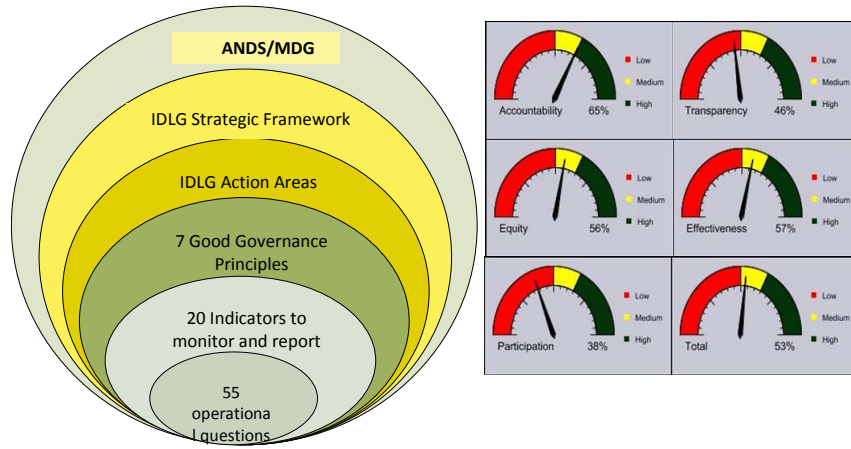 ANDS/MDG
IDLG Strategic Framework
IDLG Action Areas
7 Good Governance
Principles
20 Indicators to
monitor and report
55
operationa
l questions
Low
Medium
High
Accountability 65%
Low
Medium
High
Transparency 46%
Low
Medium
High
Equity 56%
Low
Medium
High
Effectiveness 57%
Low
Medium
High
Participation 38%
Low
Medium
High
Total 53%